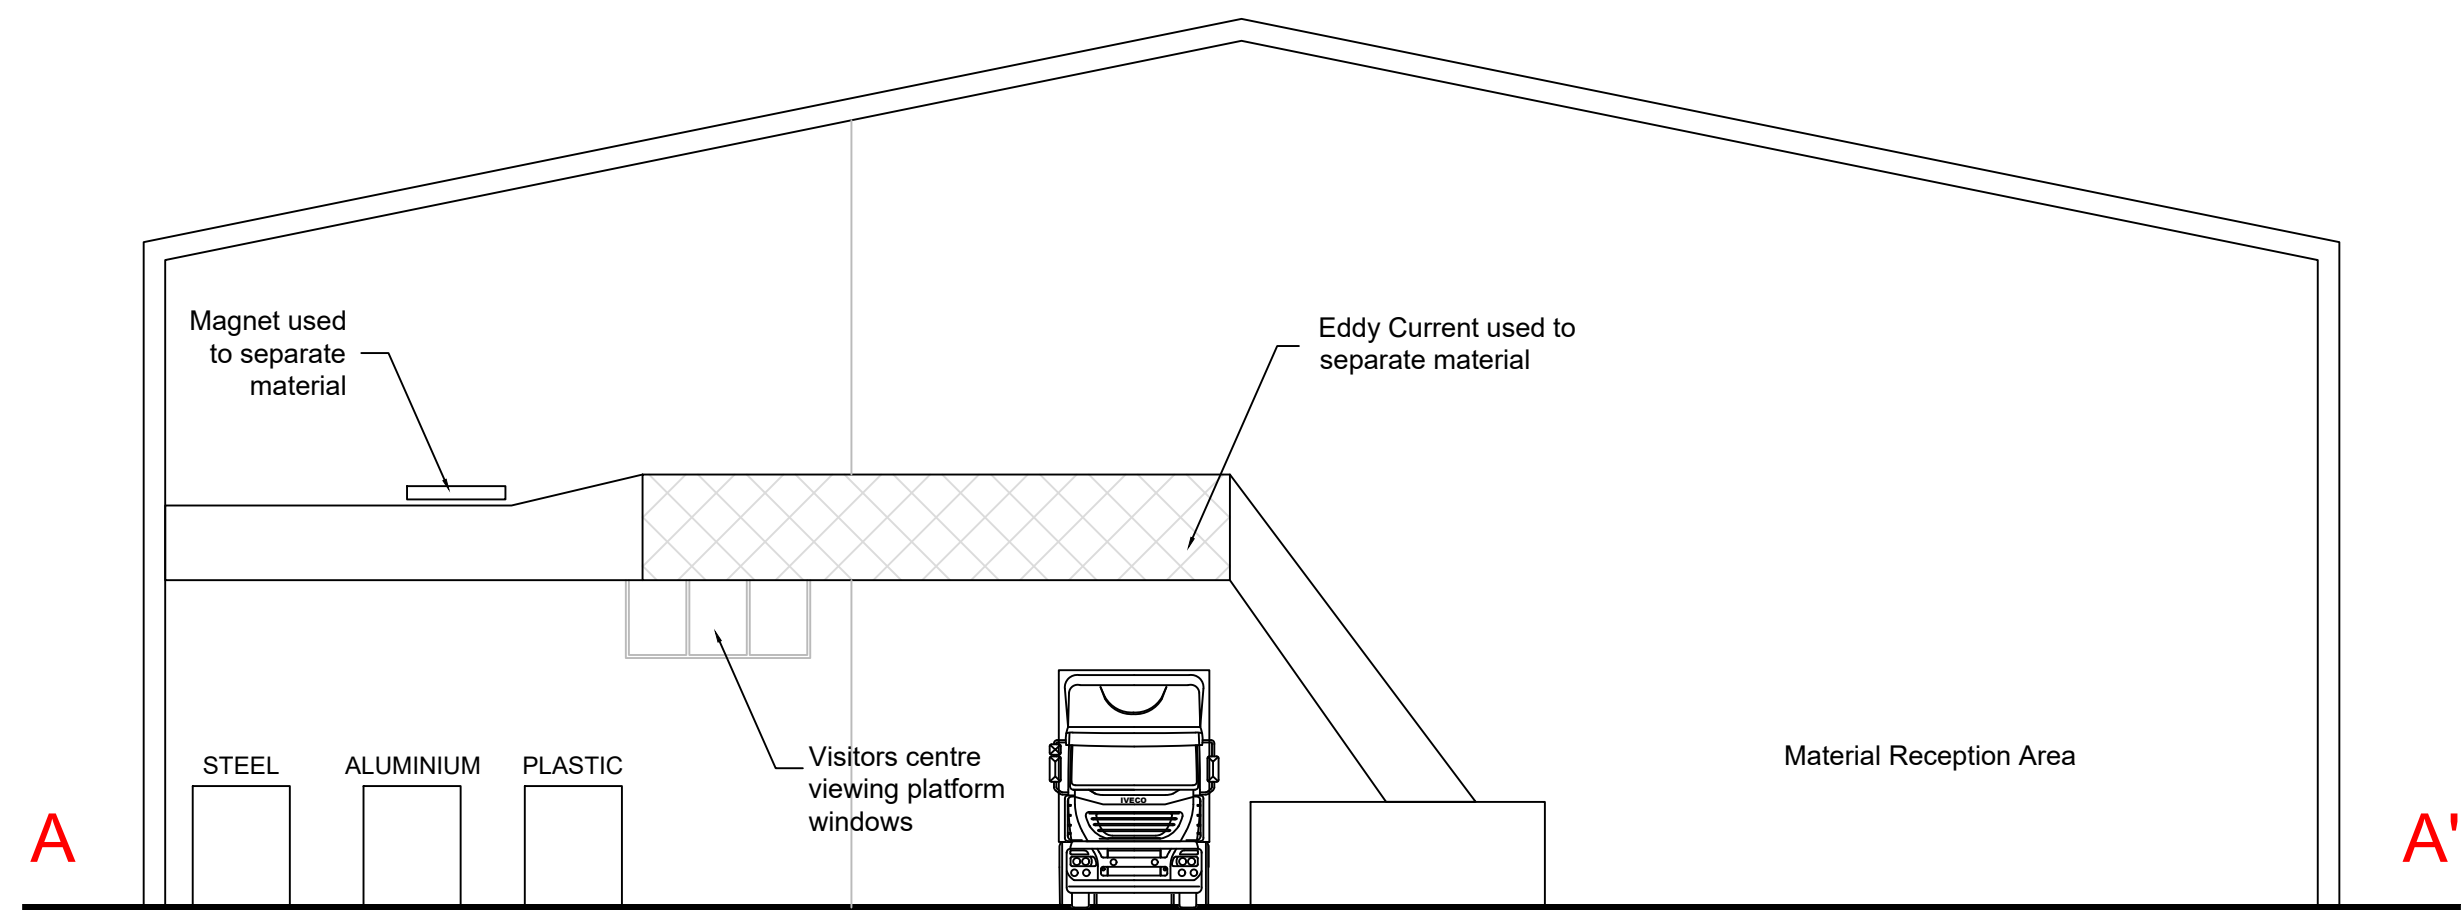 Magnet used
to separate
material
Eddy Current used to
separate material
STEEL
ALUMINIUM
PLASTIC
Visitors centre
viewing platform
windows
IVECO
Material Reception Area
A
A'